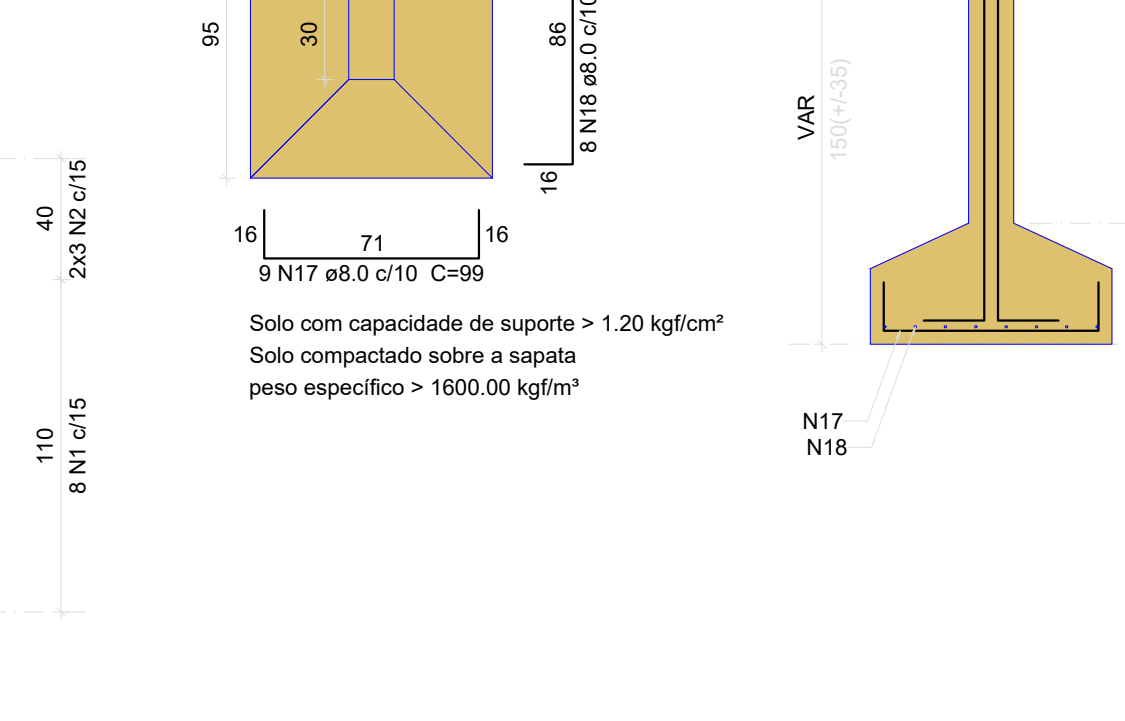 95
30
86
8 N18 ø8.0 c/10
16
16
71
16
9 N17 ø8.0 c/10 C=99
Solo com capacidade de suporte > 1.20 kgf/cm²
Solo compactado sobre a sapata
peso específico > 1600.00 kgf/m³
40
2x3 N2 c/15
110
8 N1 c/15
VAR
150(+/-35)
N17
N18